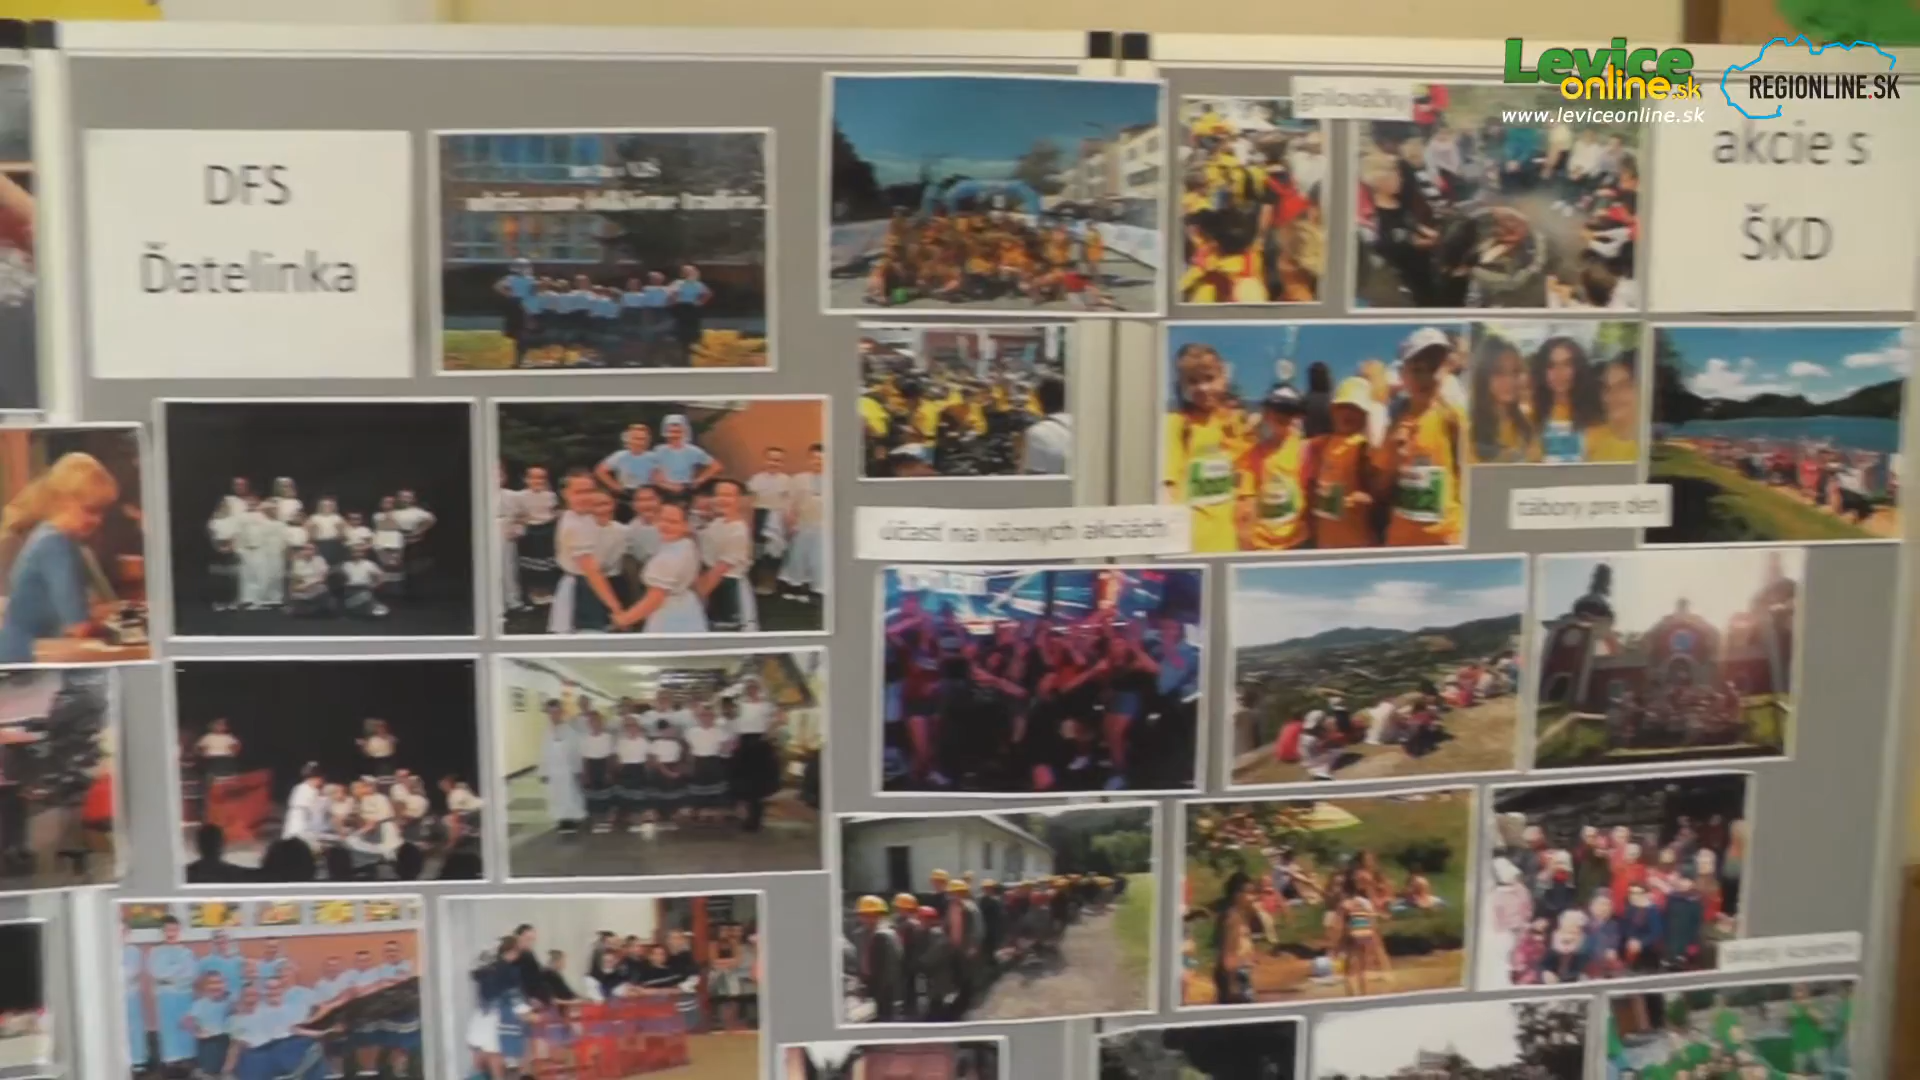 Levice
online.sk
www.leviceonline.sk
REGIONLINE.SK
DFS
Ďatelinka
grilovačky
akcie s
ŠKD
účasť na rôznych akciách
tábory pre deti